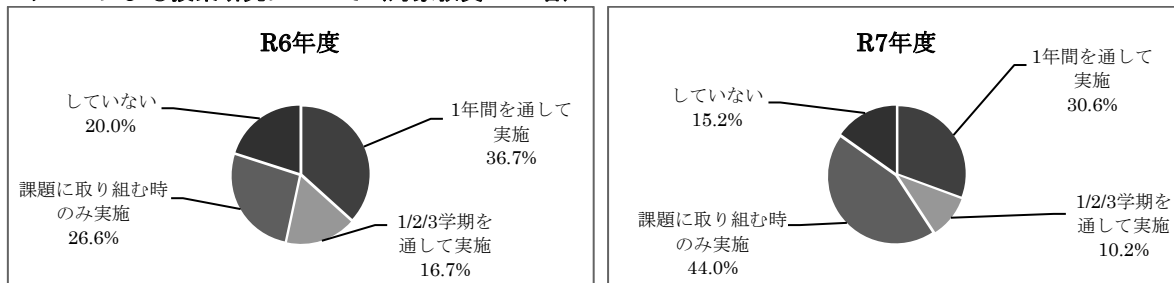 R6年度
していない
20.0%
1年間を通して
実施
36.7%
課題に取り組む時
のみ実施
26.6%
1/2/3学期を
通して実施
16.7%
R7年度
していない
15.2%
1年間を通して
実施
30.6%
課題に取り組む時
のみ実施
44.0%
1/2/3学期を
通して実施
10.2%